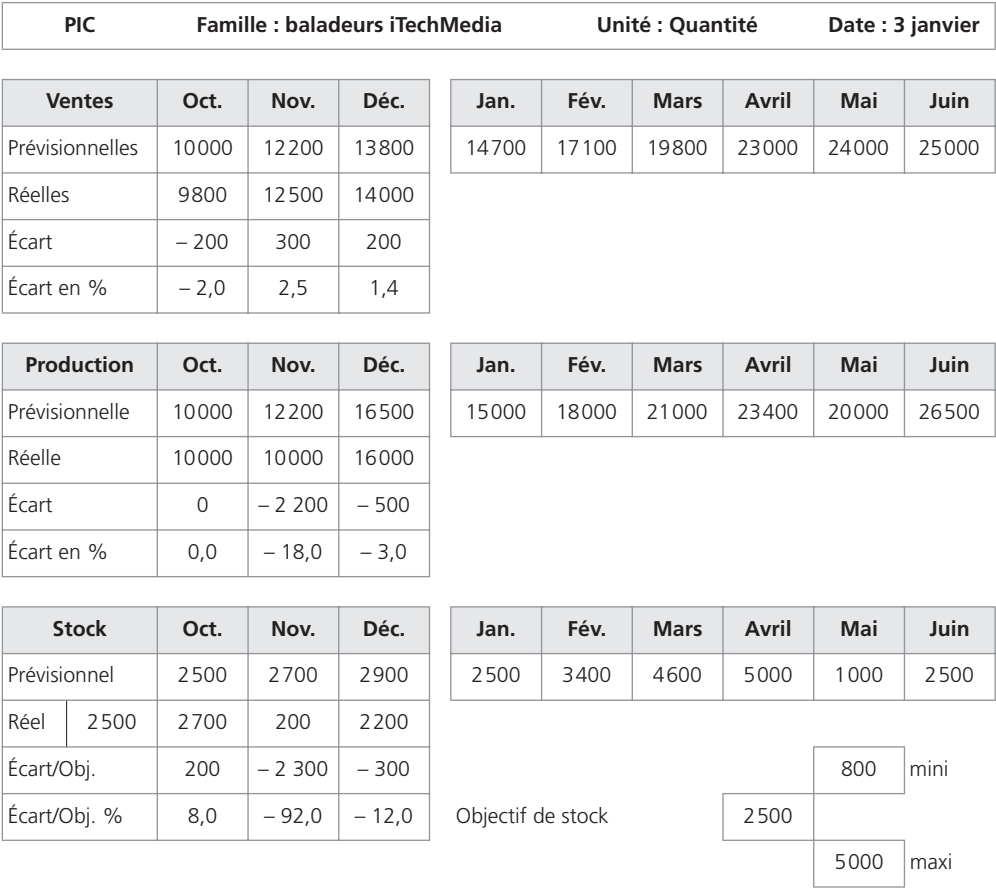 PIC Famille : baladeurs iTechMedia Unité : Quantité Date : 3 janvier
Ventes Oct. Nov. Déc. Jan. Fév. Mars Avril Mai Juin
Prévisionnelles 10000 12200 13800 14700 17100 19800 23000 24000 25000
Réelles 9800 12500 14000
Écart – 200 300 200
Écart en % – 2,0 2,5 1,4
Production Oct. Nov. Déc. Jan. Fév. Mars Avril Mai Juin
Prévisionnelle 10000 12200 16500 15000 18000 21000 23400 20000 26500
Réelle 10000 10000 16000
Écart 0 – 2 200 – 500
Écart en % 0,0 – 18,0 – 3,0
Stock Oct. Nov. Déc. Jan. Fév. Mars Avril Mai Juin
Prévisionnel 2500 2700 2900 2500 3400 4600 5000 1000 2500
Réel 2500 2700 200 2200
Écart/Obj. 200 – 2 300 – 300 800 mini
Écart/Obj. % 8,0 – 92,0 – 12,0 Objectif de stock 2500
5000 maxi